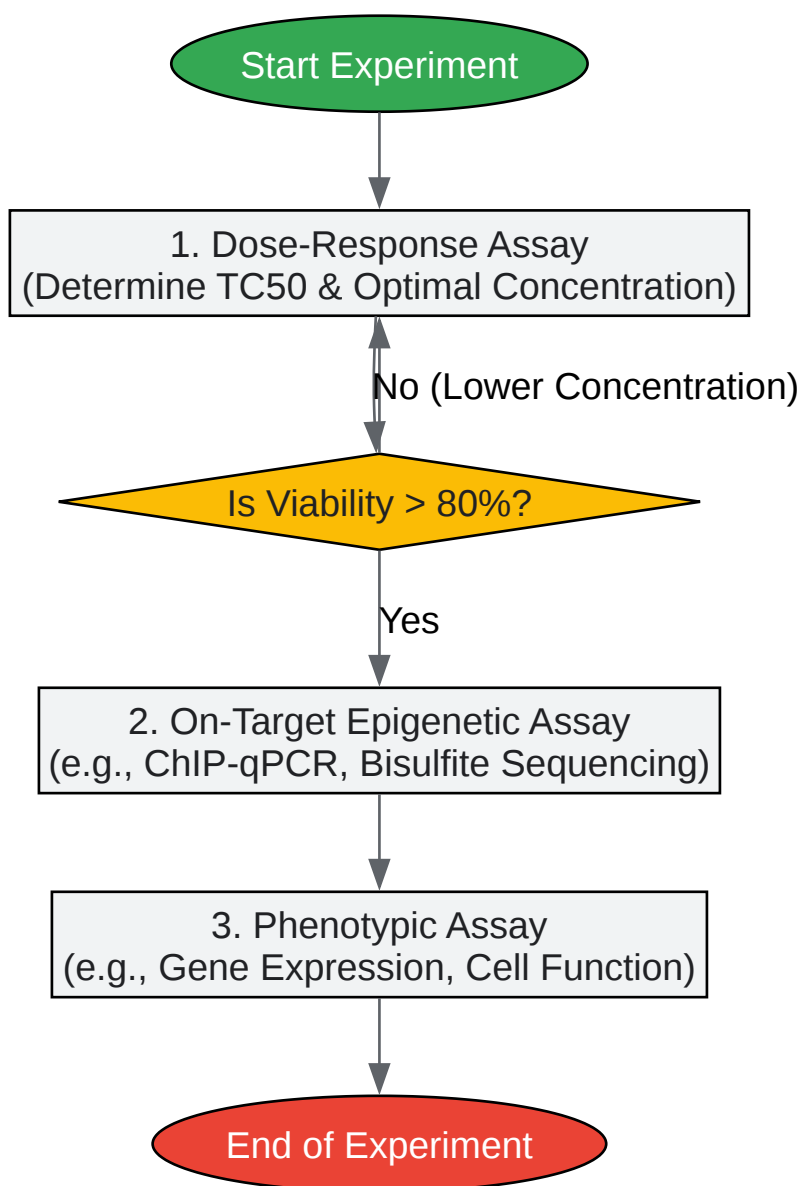 Start Experiment
1. Dose-Response Assay
(Determine TC50 & Optimal Concentration)
No (Lower Concentration)
Is Viability > 80%?
Yes
2. On-Target Epigenetic Assay
(e.g., ChIP-qPCR, Bisulfite Sequencing)
3. Phenotypic Assay
(e.g., Gene Expression, Cell Function)
End of Experiment